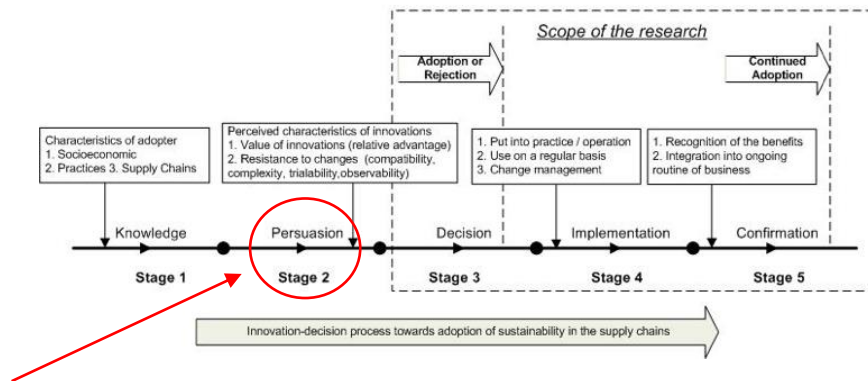 Scope of the research
Adoption or
Rejection
Continued
Adoption
Characteristics of adopter
1. Socioeconomic
2. Practices 3. Supply Chains
Perceived characteristics of innovations
1. Value of innovations (relative advantage)
2. Resistance to changes (compatibility,
complexity, trialability,observability)
1. Put into practice / operation
2. Use on a regular basis
3. Change management
1. Recognition of the benefits
2. Integration into ongoing
routine of business
Knowledge
Persuasion
Decision
Implementation
Confirmation
Stage 1
Stage 2
Stage 3
Stage 4
Stage 5
Innovation-decision process towards adoption of sustainability in the supply chains